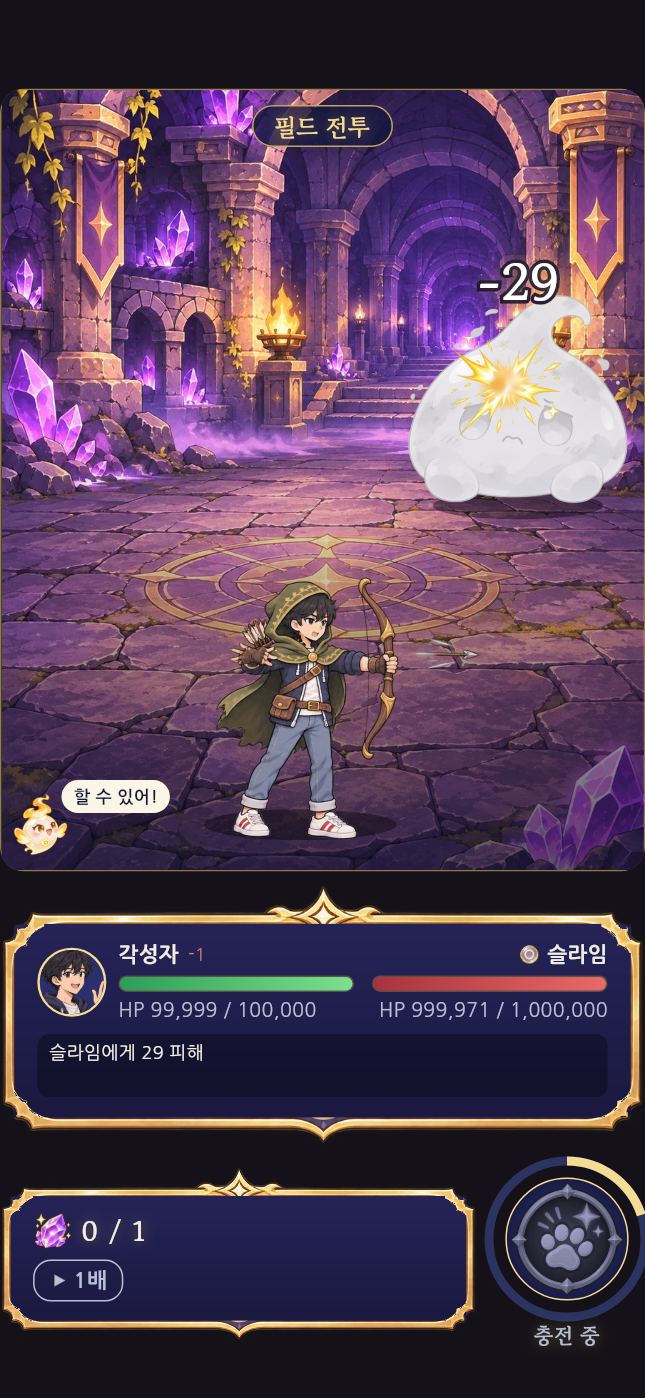 필드 전투
-29
할 수 있어!
각성자 -1
슬라임
HP 99,999 / 100,000
HP 999,971 / 1,000,000
슬라임에게 29 피해
0 / 1
▶ 1배
충전 중